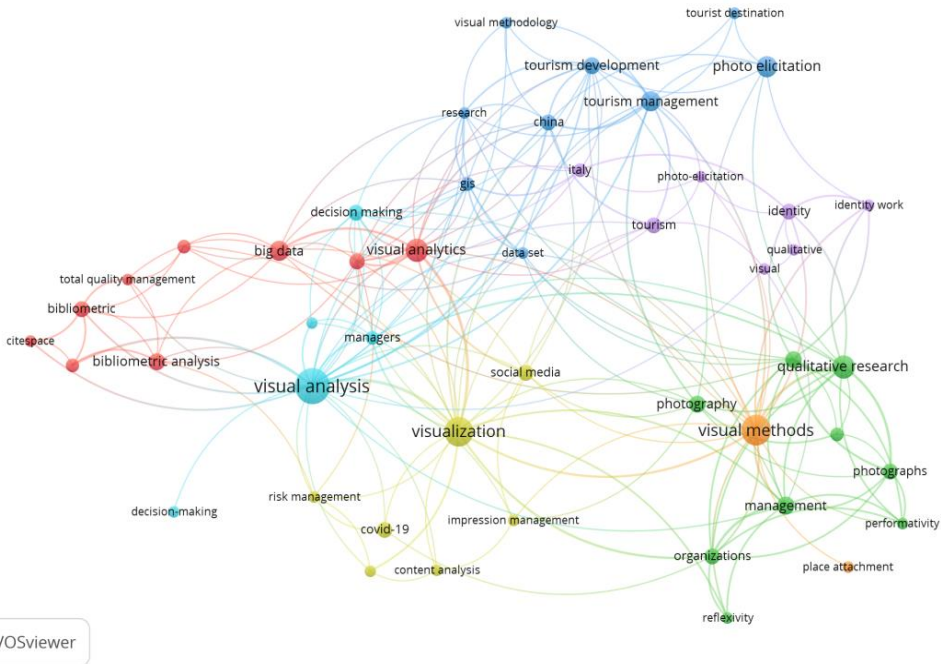 tourist destination
visual methodology
tourism development
photo elicitation
tourism management
research
china
italy
photo-elicitation
gis
identity work
decision making
identity
tourism
big data
visual analytics
data set
qualitative
visual
total quality management
bibliometric
managers
citespace
bibliometric analysis
qualitative research
social media
visual analysis
photography
visualization
visual methods
photographs
risk management
management
decision-making
impression management
performativity
covid-19
organizations
content analysis
place attachment
reflexivity
VOSviewer